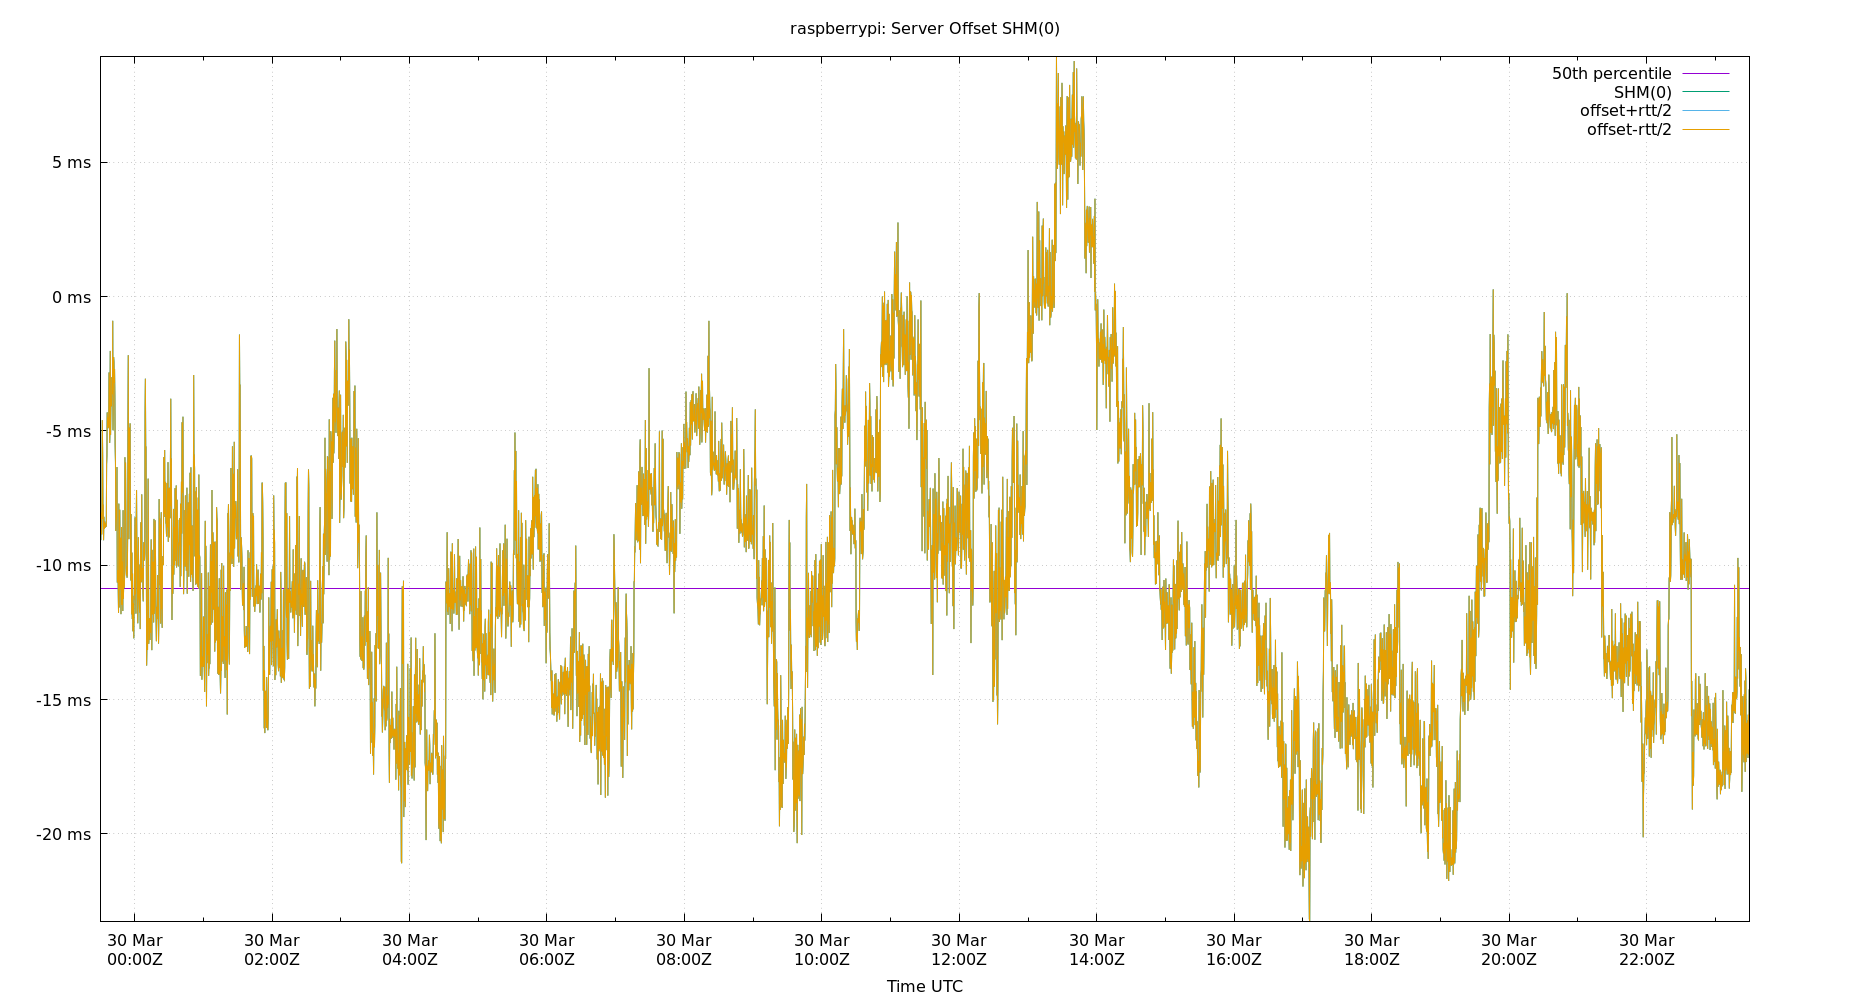 raspberrypi: Server Offset SHM(0)
50th percentile
SHM(0)
offset+rtt/2
offset-rtt/2
5 ms
0 ms
-5 ms
-10 ms
-15 ms
-20 ms
30 Mar 30 Mar 30 Mar 30 Mar 30 Mar 30 Mar 30 Mar 30 Mar 30 Mar 30 Mar 30 Mar 30 Mar
00:00Z 02:00Z 04:00Z 06:00Z 08:00Z 10:00Z 12:00Z 14:00Z 16:00Z 18:00Z 20:00Z 22:00Z
Time UTC